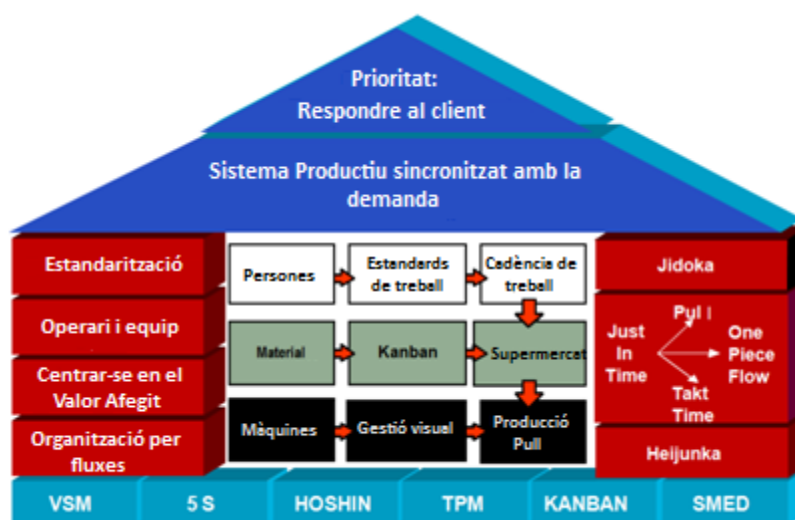 Prioritat:
Respondre al client
Sistema Productiu sincronitzat amb la
demanda
Estandarització
Operari i equip
Centrar-se en el
Valor Afegit
Organització per
fluxes
Persones
Estandards
de treball
Cadència de
treball
Material
Kanban
Supermercat
Màquines
Gestió visual
Producció
Pull
Jidoka
Just
In
Time
Pul l
One
Piece
Flow
Takt
Time
Heijunka
VSM
5 S
HOSHIN
TPM
KANBAN
SMED